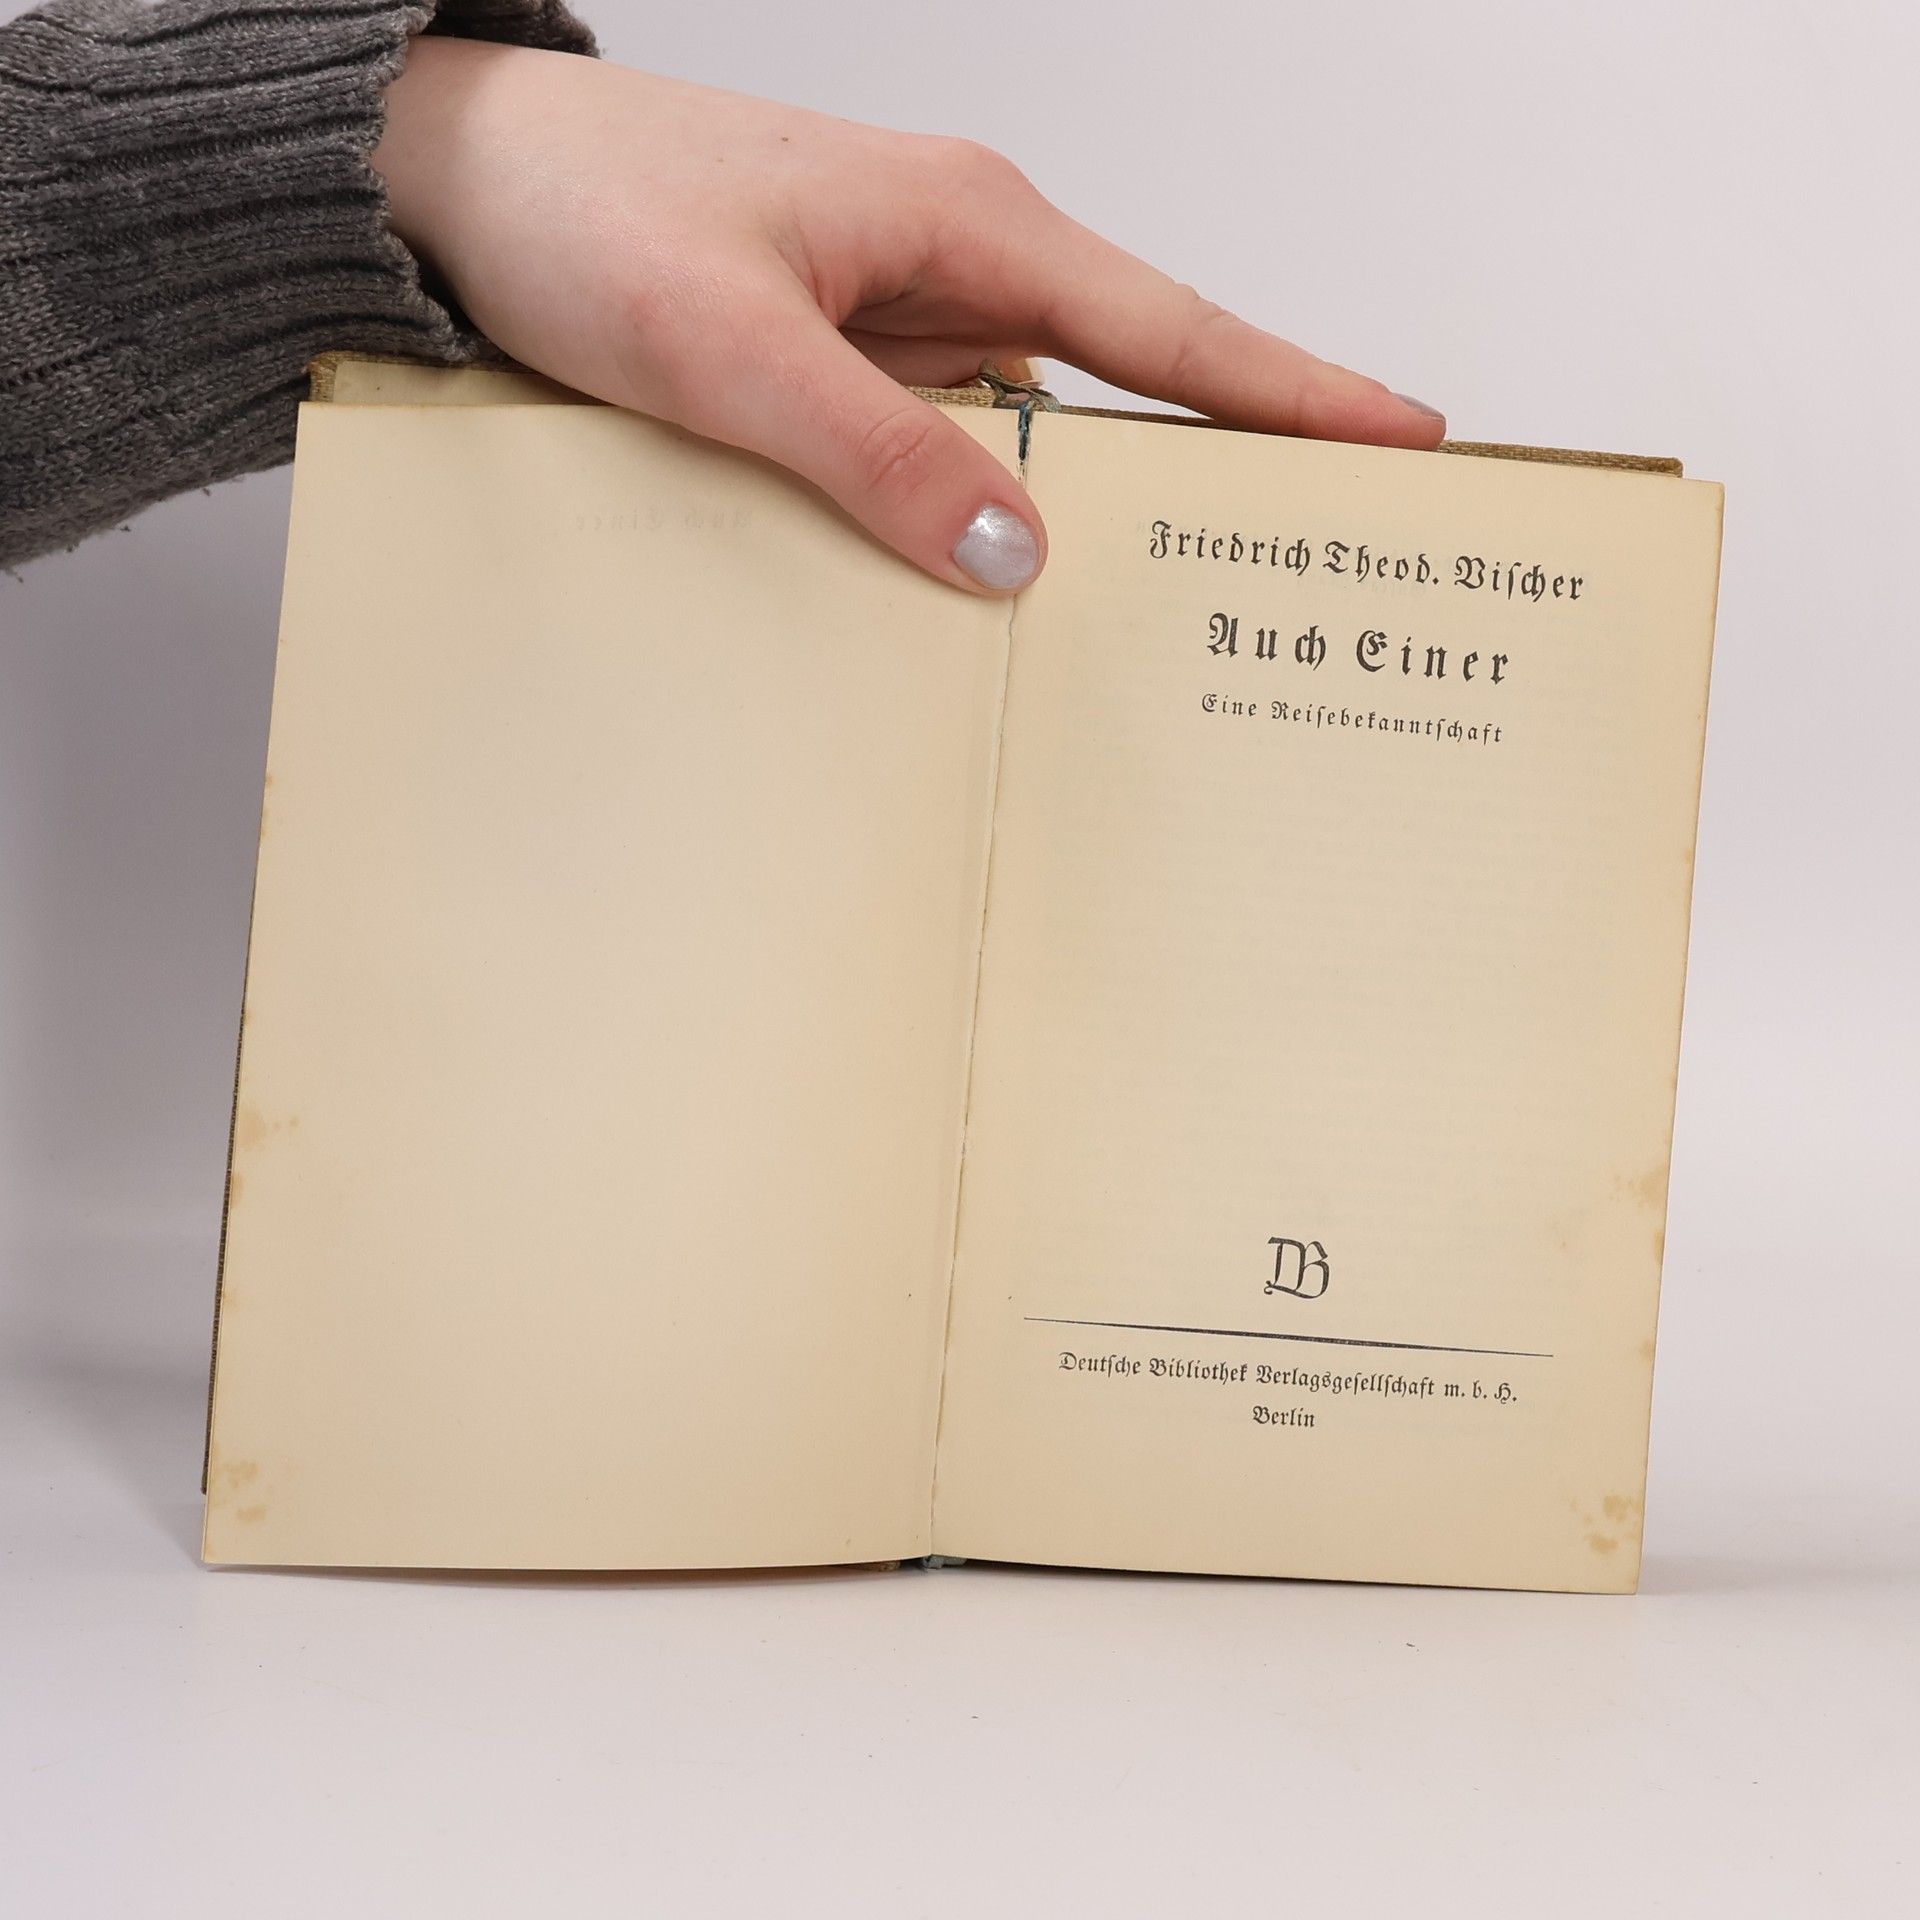 Friedrich Theod. Viſcher
Auch Einer
Eine Reiſebekanntſchaft
DB
Deutſche Bibliothek Verlagsgeſellſchaft m. b. H.
Berlin